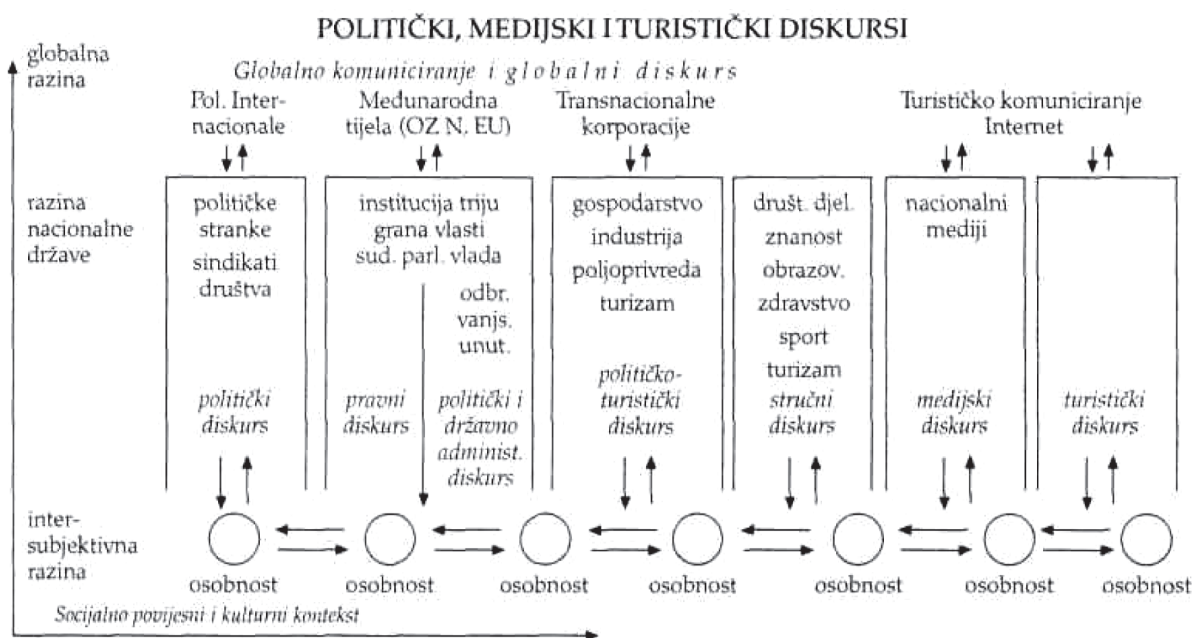 POLITIČKI, MEDIJSKI I TURISTIČKI DISKURSI
globalna
razina
Globalno komuniciranje i globalni diskurs
Pol. Inter-
nacionale
Međunarodna
tijela (OZ N, EU)
Transnacionalne
korporacije
Turističko komuniciranje
Internet
razina
nacionalne
države
političke
stranke
sindikati
društva
politički
diskurs
institucija triju
grana vlasti
sud. parl. vlada
odbr.
vanjs.
unut.
pravni
diskurs
politički i
državno
administ.
diskurs
gospodarstvo
industrija
poljoprivreda
turizam
političko-
turistički
diskurs
društ. djel.
znanost
obrazov.
zdravstvo
sport
turizam
stručni
diskurs
nacionalni
mediji
medijski
diskurs
turistički
diskurs
inter-
subjektivna
razina
osobnost
osobnost
osobnost
osobnost
osobnost
osobnost
osobnost
Socijalno povijesni i kulturni kontekst